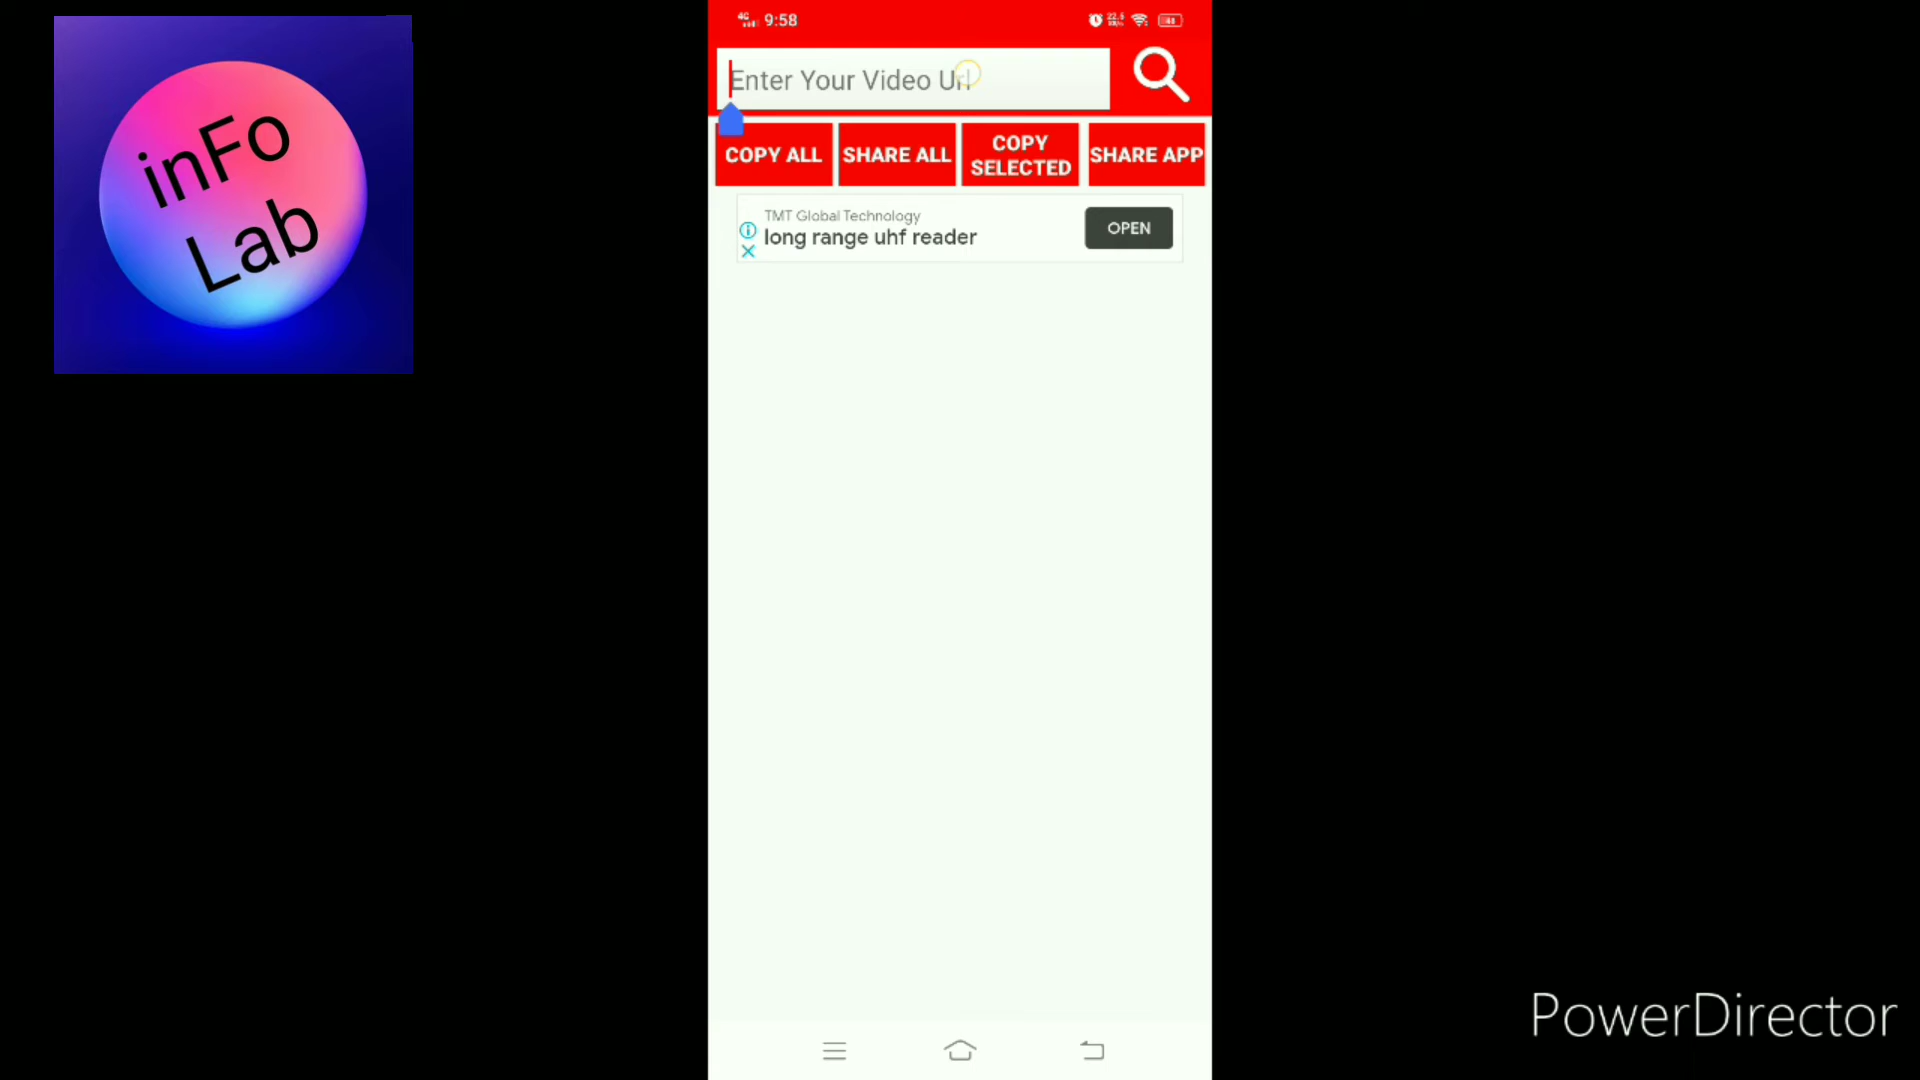 inFo
Lab
4G 9:58
Enter Your Video Url
COPY ALL
SHARE ALL
COPY
SELECTED
SHARE APP
TMT Global Technology
long range uhf reader
OPEN
PowerDirector